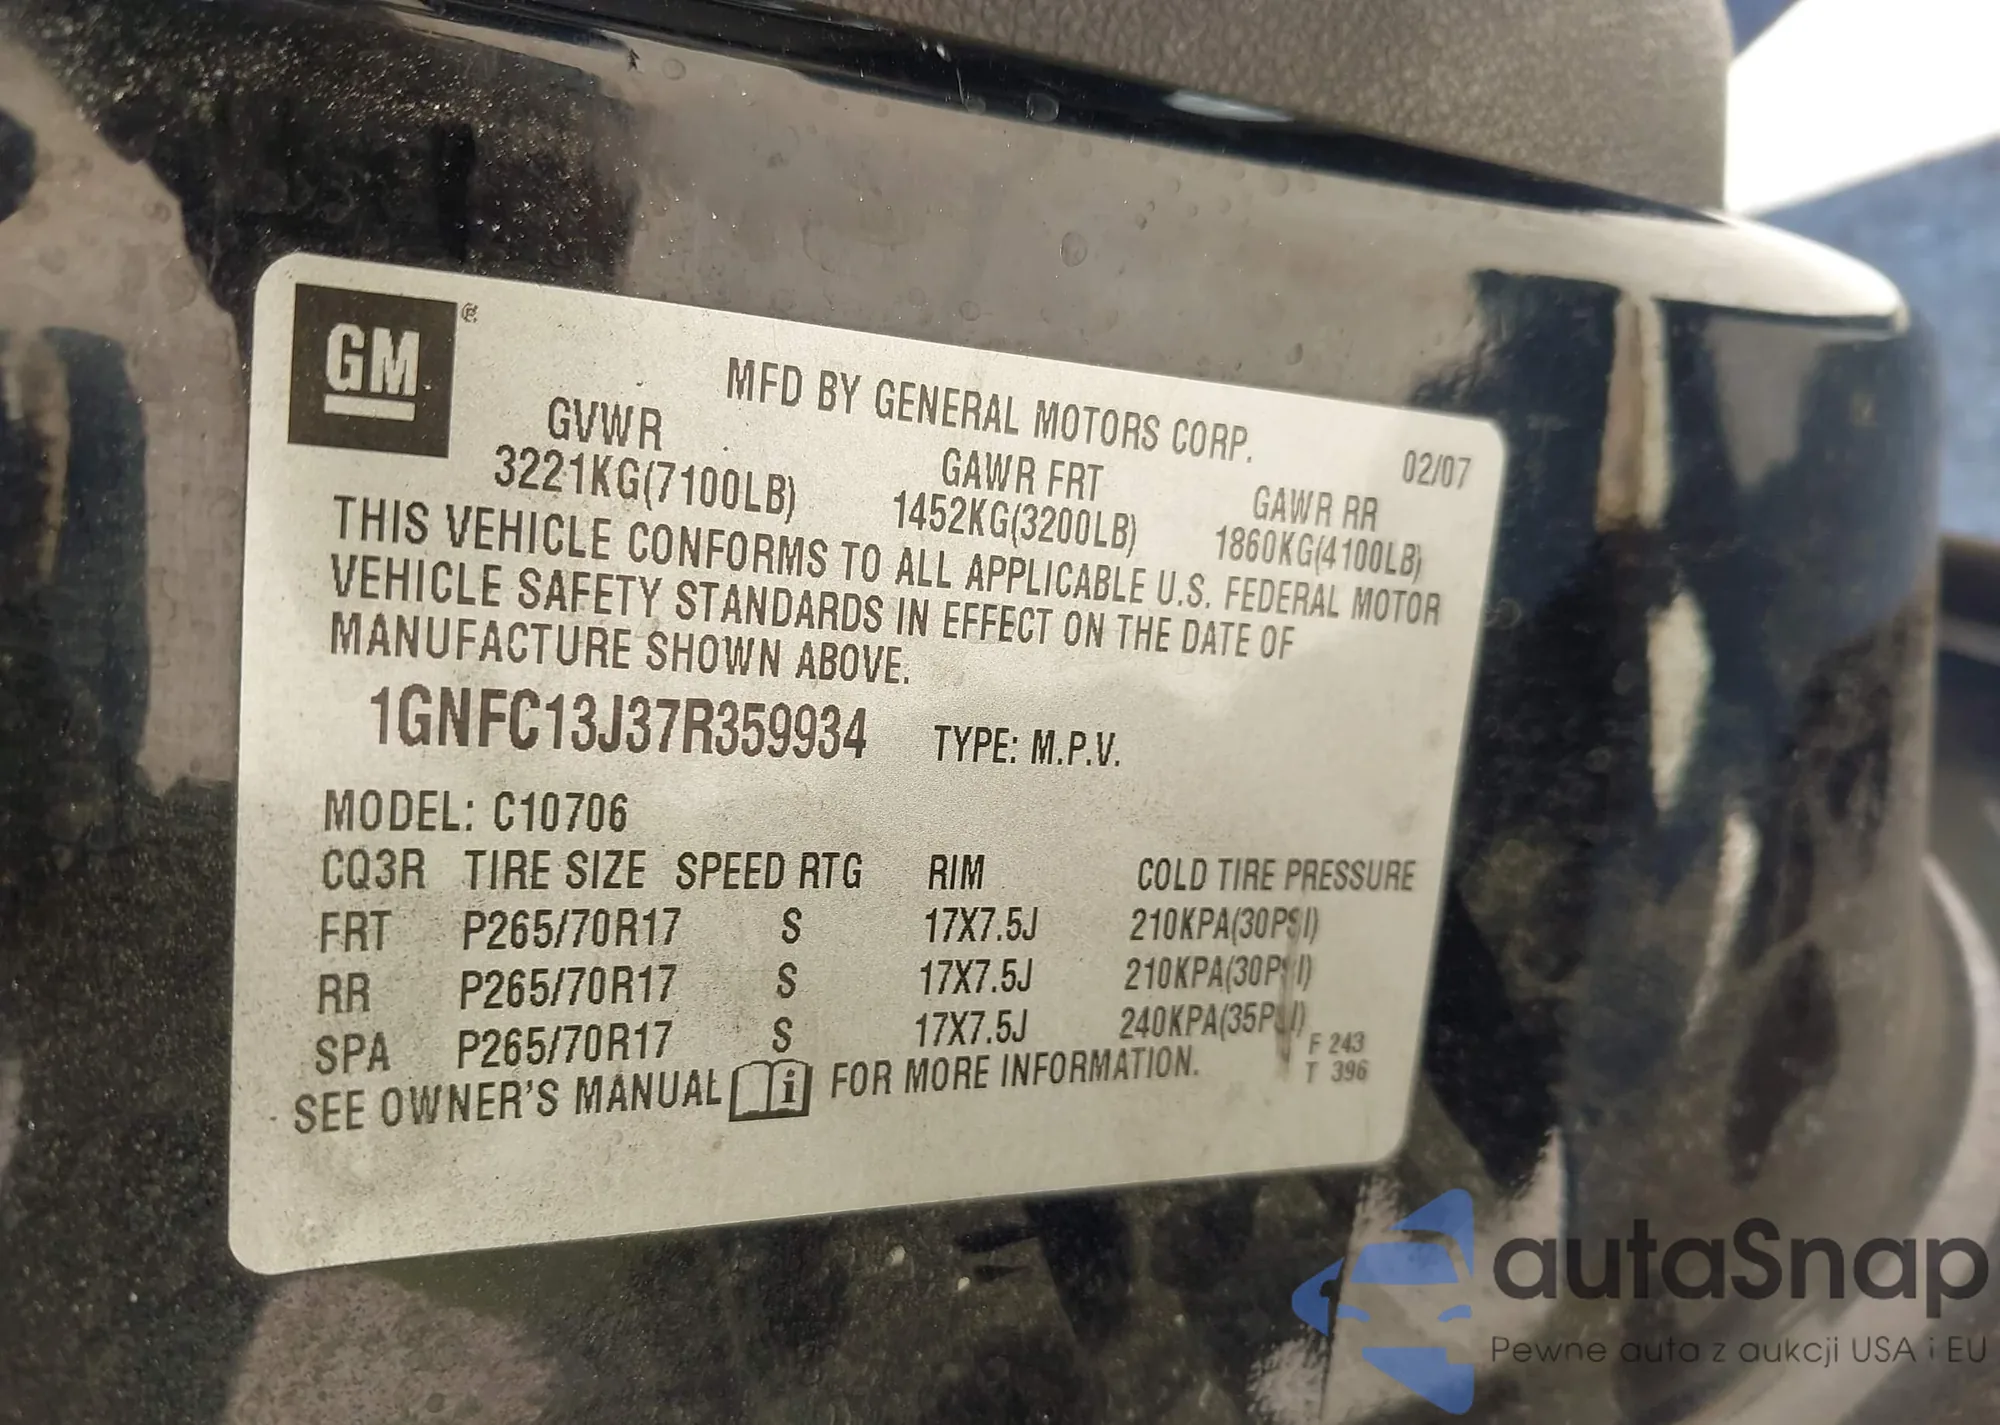 GM
MFD BY GENERAL MOTORS CORP. 02/07
GVWR GAWR FRT GAWR RR
3221KG(7100LB) 1452KG(3200LB) 1860KG(4100LB)
THIS VEHICLE CONFORMS TO ALL APPLICABLE U.S. FEDERAL MOTOR
VEHICLE SAFETY STANDARDS IN EFFECT ON THE DATE OF
MANUFACTURE SHOWN ABOVE.
1GNFC13J37R359934 TYPE: M.P.V.
MODEL: C10706
CQ3R TIRE SIZE SPEED RTG RIM COLD TIRE PRESSURE
FRT P265/70R17 S 17X7.5J 210KPA(30PSI)
RR P265/70R17 S 17X7.5J 210KPA(30PSI)
SPA P265/70R17 S 17X7.5J 240KPA(35PSI)
F 243
T 396
SEE OWNER'S MANUAL i FOR MORE INFORMATION.
autaSnap
Pewne auta z aukcji USA i EU